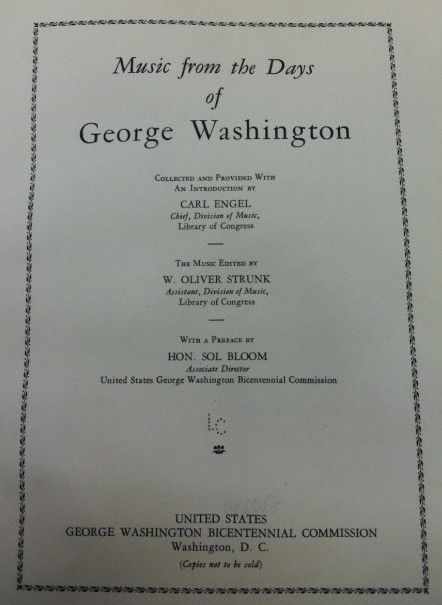 Music from the Days
of
George Washington
Collected and Provided With
An Introduction by
CARL ENGEL
Chief, Division of Music,
Library of Congress
The Music Edited by
W. OLIVER STRUNK
Assistant, Division of Music,
Library of Congress
With a Preface by
HON. SOL BLOOM
Associate Director
United States George Washington Bicentennial Commission
LC
UNITED STATES
GEORGE WASHINGTON BICENTENNIAL COMMISSION
Washington, D. C.
(Copies not to be sold)